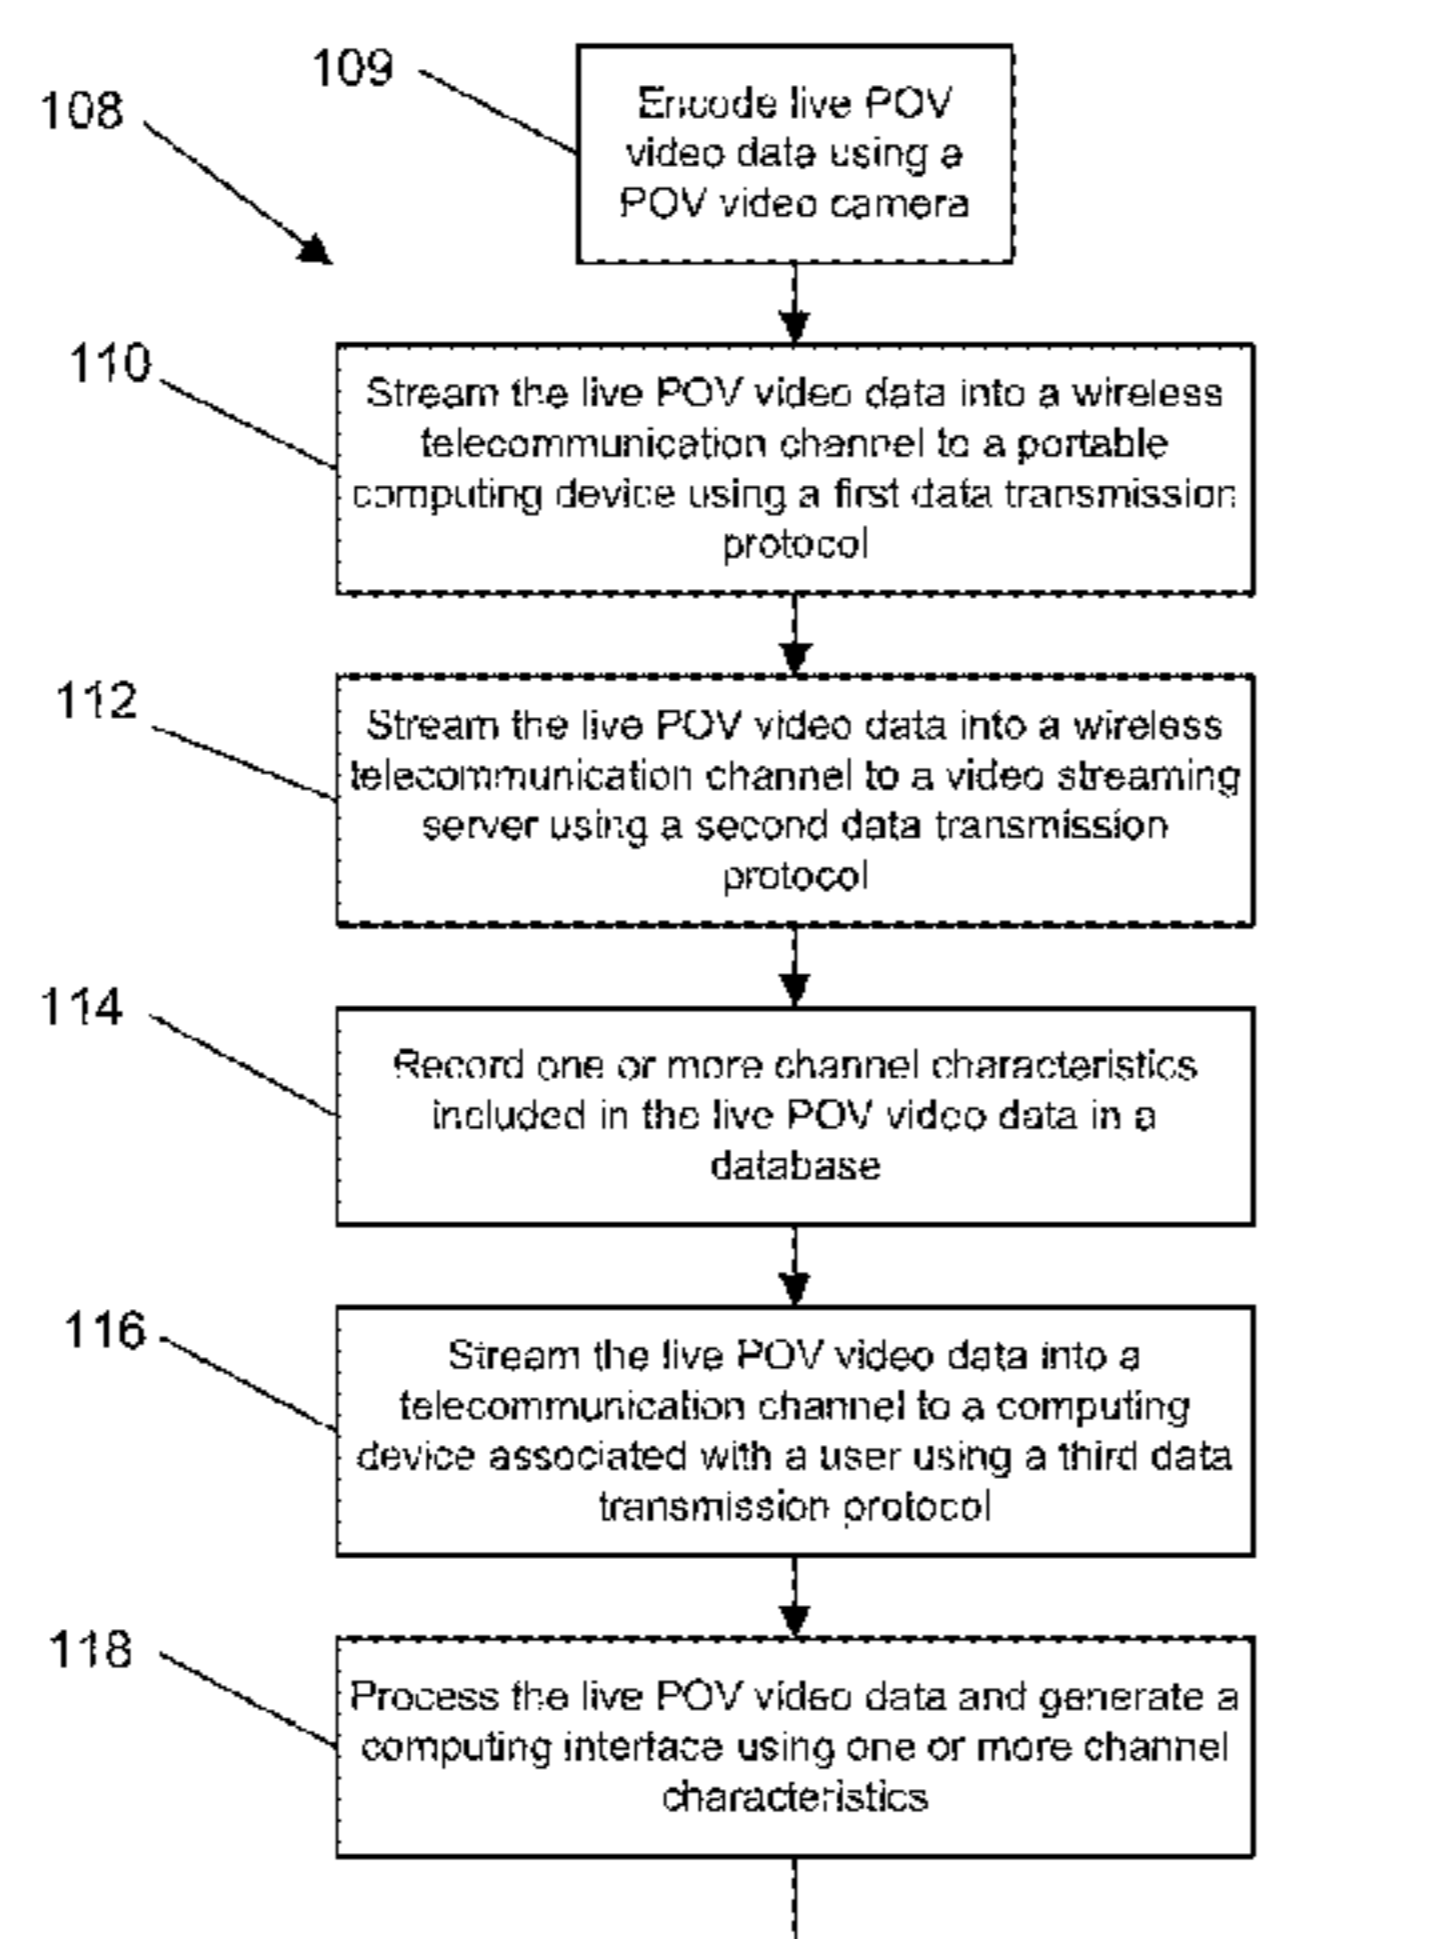 109
108
Encode live POV
video data using a
POV video camera
110
Stream the live POV video data into a wireless
telecommunication channel to a portable
computing device using a first data transmission
protocol
112
Stream the live POV video data into a wireless
telecommunication channel to a video streaming
server using a second data transmission
protocol
114
Record one or more channel characteristics
included in the live POV video data in a
database
116
Stream the live POV video data into a
telecommunication channel to a computing
device associated with a user using a third data
transmission protocol
118
Process the live POV video data and generate a
computing interface using one or more channel
characteristics